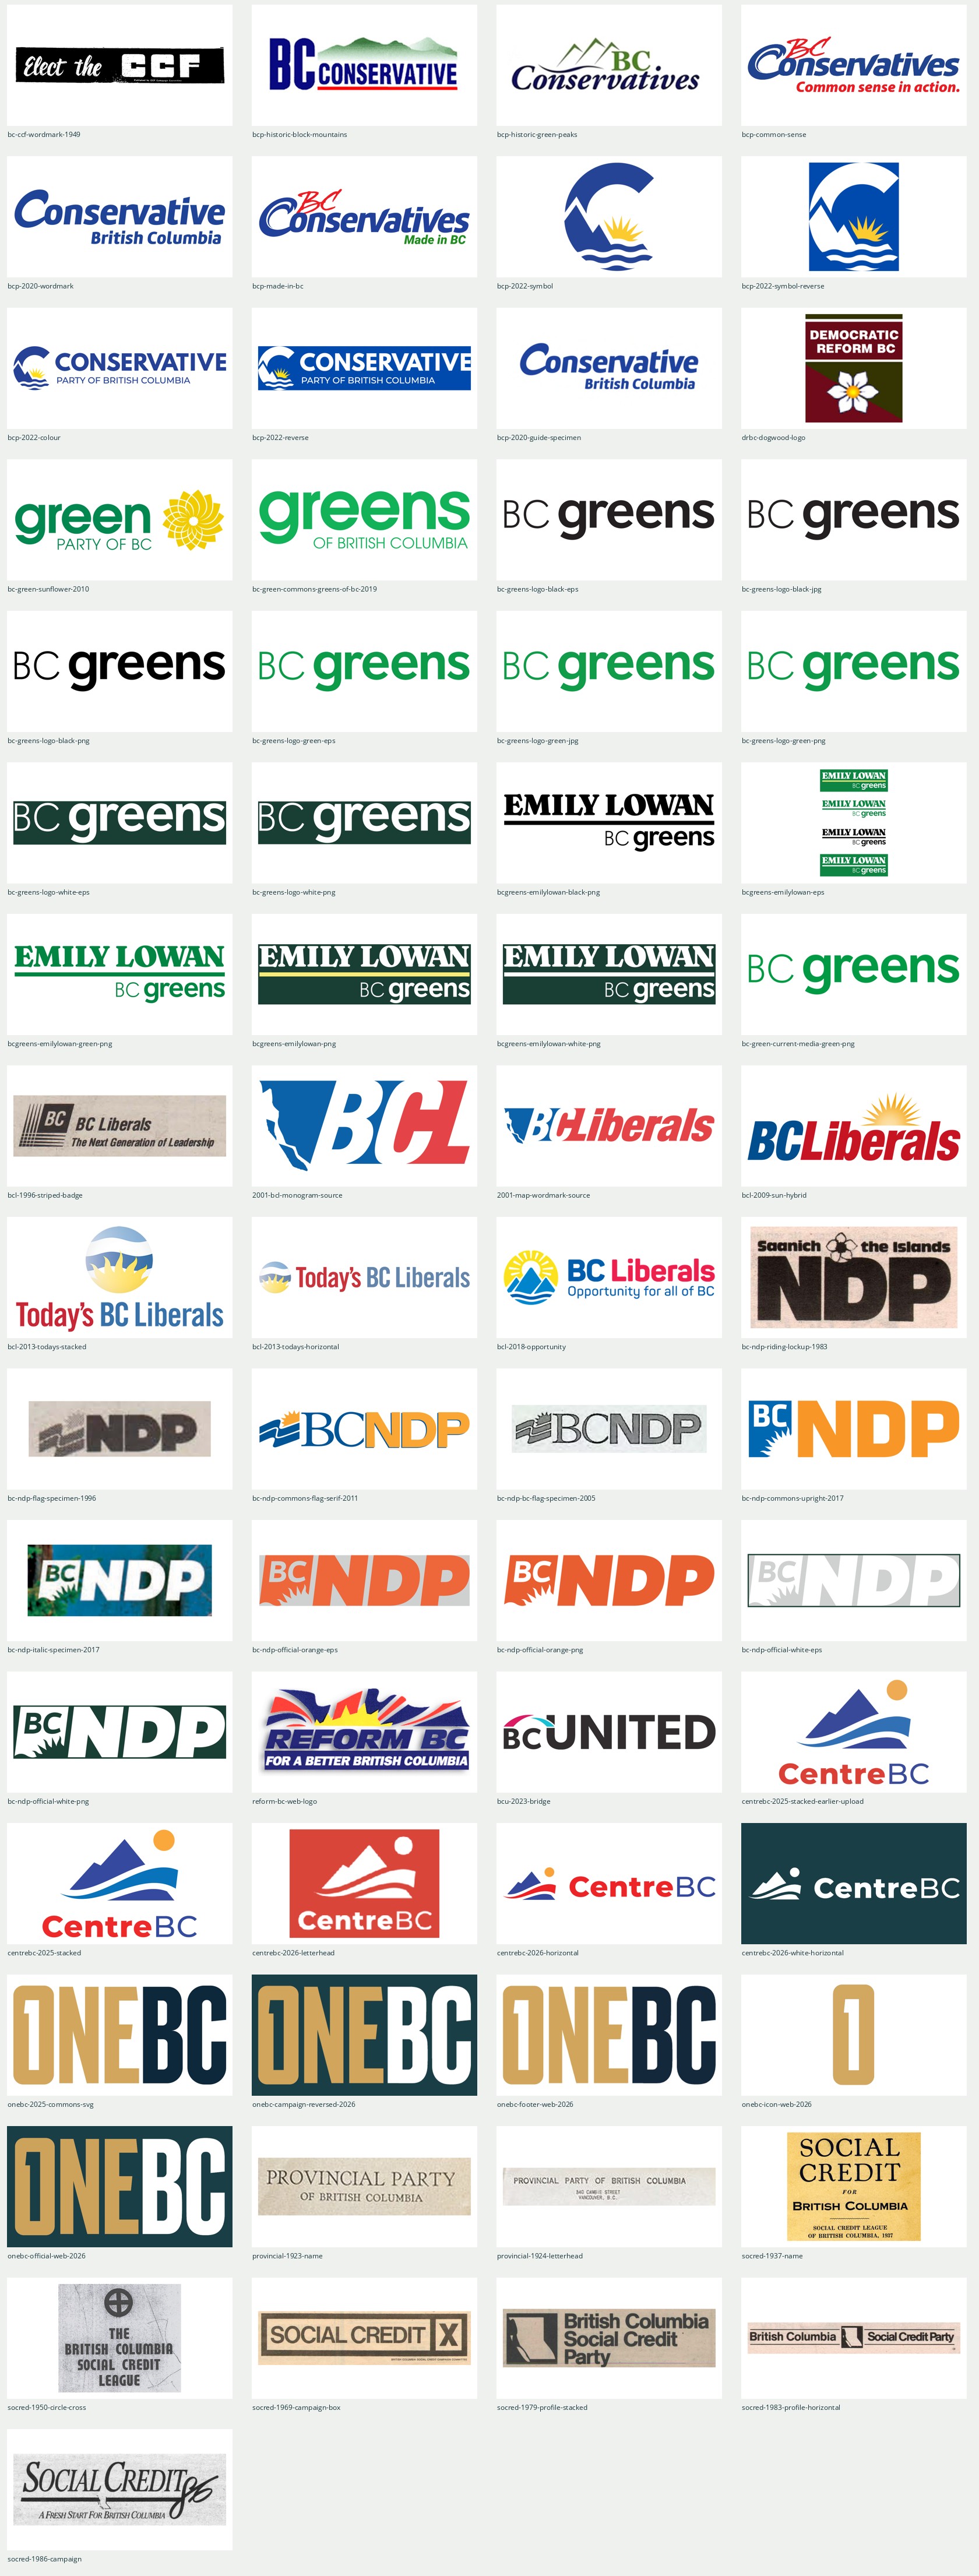 Elect the CCF
BC CONSERVATIVE
BC Conservatives
BC Conservatives
Common sense in action.
bc-ccf-wordmark-1949
bcp-historic-block-mountains
bcp-historic-green-peaks
bcp-common-sense
Conservative
British Columbia
BC Conservatives
Made in BC
C
C
bcp-2020-wordmark
bcp-made-in-bc
bcp-2022-symbol
bcp-2022-symbol-reverse
CONSERVATIVE
PARTY OF BRITISH COLUMBIA
CONSERVATIVE
PARTY OF BRITISH COLUMBIA
Conservative
British Columbia
DEMOCRATIC
REFORM BC
bcp-2022-colour
bcp-2022-reverse
bcp-2020-guide-specimen
drbc-dogwood-logo
green
PARTY OF BC
greens
OF BRITISH COLUMBIA
BC greens
BC greens
bc-green-sunflower-2010
bc-green-commons-greens-of-bc-2019
bc-greens-logo-black-eps
bc-greens-logo-black-jpg
BC greens
BC greens
BC greens
BC greens
bc-greens-logo-black-png
bc-greens-logo-green-eps
bc-greens-logo-green-jpg
bc-greens-logo-green-png
BC greens
BC greens
EMILY LOWAN
BC greens
EMILY LOWAN
BC greens
EMILY LOWAN
BC greens
EMILY LOWAN
BC greens
EMILY LOWAN
BC greens
bc-greens-logo-white-eps
bc-greens-logo-white-png
bcgreens-emilylowan-black-png
bcgreens-emilylowan-eps
EMILY LOWAN
BC greens
EMILY LOWAN
BC greens
EMILY LOWAN
BC greens
BC greens
bcgreens-emilylowan-green-png
bcgreens-emilylowan-png
bcgreens-emilylowan-white-png
bc-green-current-media-green-png
BC BC Liberals
The Next Generation of Leadership
BCL
BCLiberals
BCLiberals
bcl-1996-striped-badge
2001-bcl-monogram-source
2001-map-wordmark-source
bcl-2009-sun-hybrid
Today's BC Liberals
Today's BC Liberals
BC Liberals
Opportunity for all of BC
Saanich the Islands
NDP
bcl-2013-todays-stacked
bcl-2013-todays-horizontal
bcl-2018-opportunity
bc-ndp-riding-lockup-1983
NDP
BCNDP
BCNDP
BC NDP
bc-ndp-flag-specimen-1996
bc-ndp-commons-flag-serif-2011
bc-ndp-bc-flag-specimen-2005
bc-ndp-commons-upright-2017
BC NDP
BC NDP
BC NDP
BC NDP
bc-ndp-italic-specimen-2017
bc-ndp-official-orange-eps
bc-ndp-official-orange-png
bc-ndp-official-white-eps
BC NDP
REFORM BC
FOR A BETTER BRITISH COLUMBIA
BC UNITED
CentreBC
bc-ndp-official-white-png
reform-bc-web-logo
bcu-2023-bridge
centrebc-2025-stacked-earlier-upload
CentreBC
CentreBC
CentreBC
CentreBC
centrebc-2025-stacked
centrebc-2026-letterhead
centrebc-2026-horizontal
centrebc-2026-white-horizontal
ONEBC
ONEBC
ONEBC
1
onebc-2025-commons-svg
onebc-campaign-reversed-2026
onebc-footer-web-2026
onebc-icon-web-2026
ONEBC
PROVINCIAL PARTY
OF BRITISH COLUMBIA
PROVINCIAL PARTY OF BRITISH COLUMBIA
VANCOUVER, B.C.
SOCIAL
CREDIT
FOR
BRITISH COLUMBIA
SOCIAL CREDIT LEAGUE
OF BRITISH COLUMBIA, 1937
onebc-official-web-2026
provincial-1923-name
provincial-1924-letterhead
socred-1937-name
THE
BRITISH COLUMBIA
SOCIAL CREDIT
LEAGUE
SOCIAL CREDIT X
British Columbia
Social Credit
Party
British Columbia Social Credit Party
socred-1950-circle-cross
socred-1969-campaign-box
socred-1979-profile-stacked
socred-1983-profile-horizontal
SOCIAL CREDIT 86
A FRESH START FOR BRITISH COLUMBIA
socred-1986-campaign